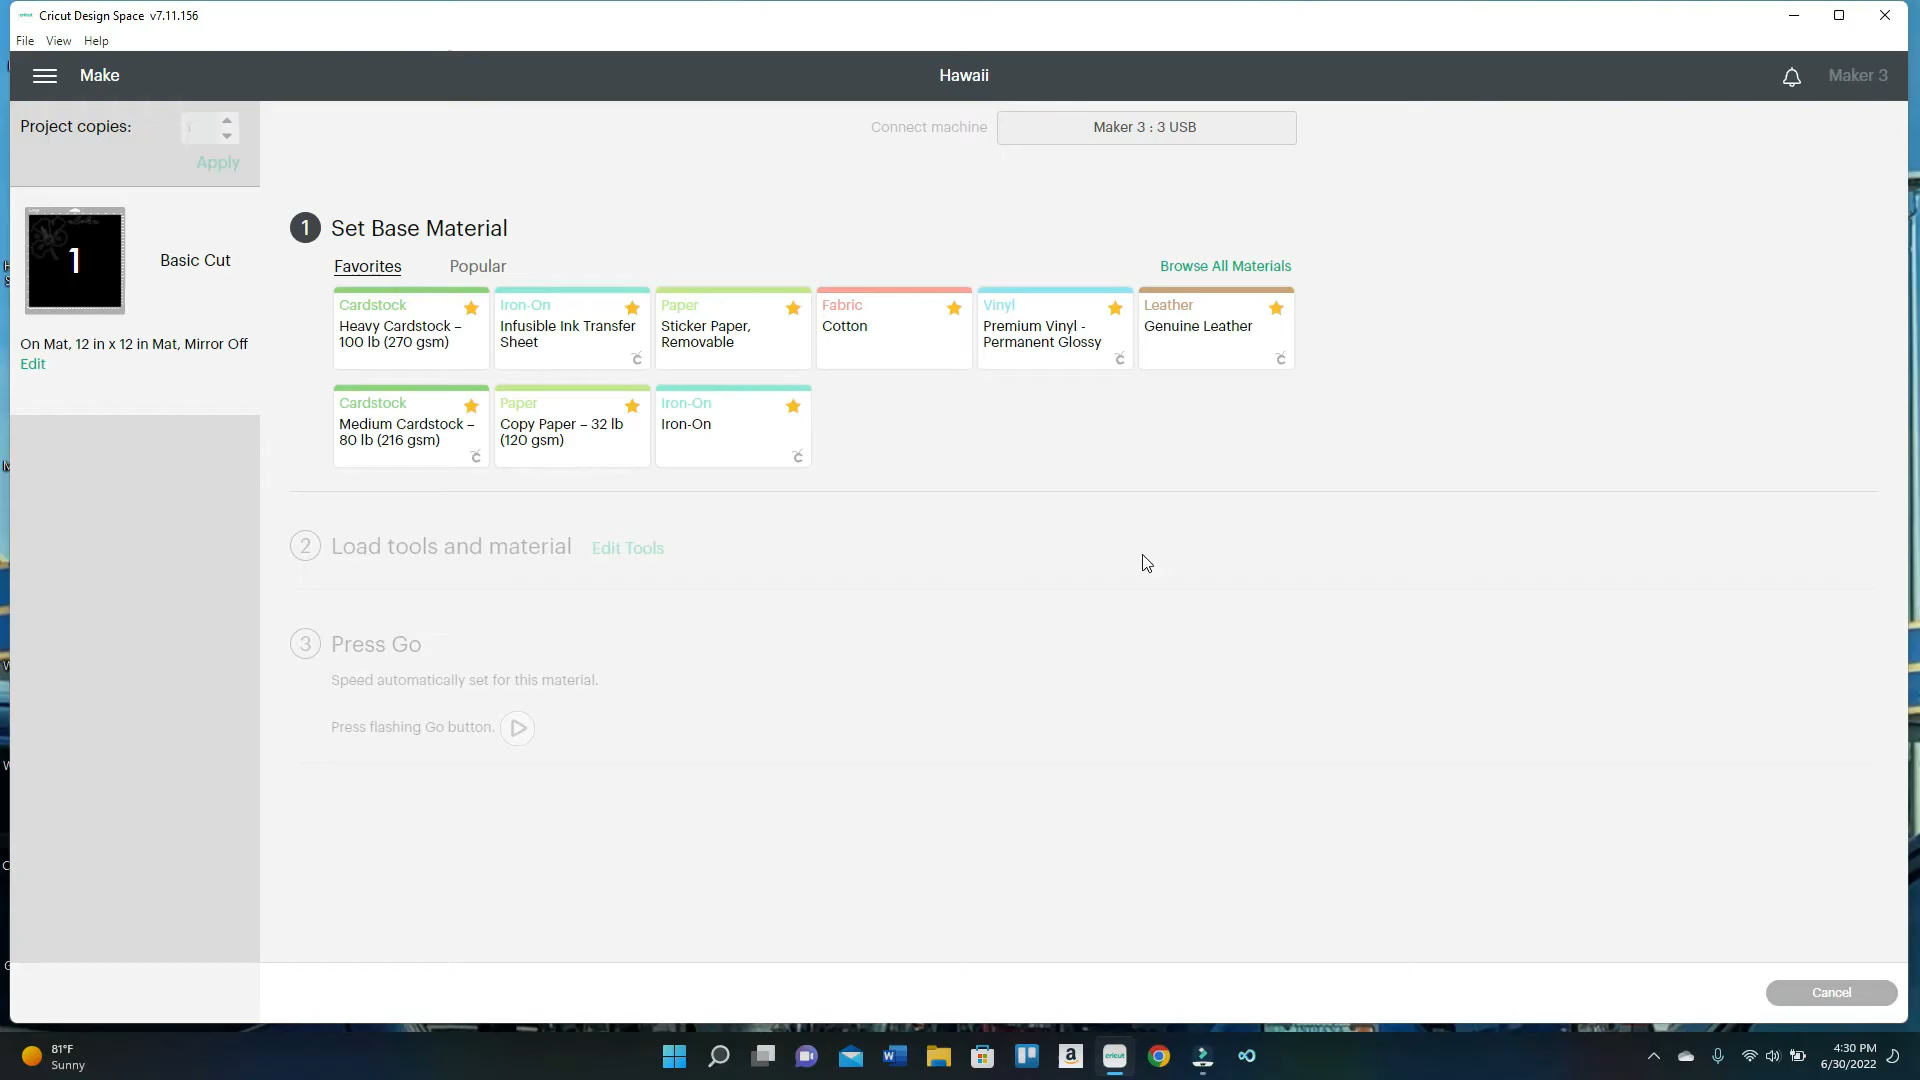 Cricut Design Space v7.11.156
File View Help
Make
Hawaii
Maker 3
Project copies:
1
Apply
Connect machine
Maker 3 : 3 USB
1
Basic Cut
On Mat, 12 in x 12 in Mat, Mirror Off
Edit
1 Set Base Material
Favorites
Popular
Browse All Materials
Cardstock
Heavy Cardstock –
100 lb (270 gsm)
Iron-On
Infusible Ink Transfer
Sheet
Paper
Sticker Paper,
Removable
Fabric
Cotton
Vinyl
Premium Vinyl -
Permanent Glossy
Leather
Genuine Leather
Cardstock
Medium Cardstock –
80 lb (216 gsm)
Paper
Copy Paper – 32 lb
(120 gsm)
Iron-On
Iron-On
2 Load tools and material Edit Tools
3 Press Go
Speed automatically set for this material.
Press flashing Go button.
Cancel
81°F
Sunny
cricut
4:30 PM
6/30/2022